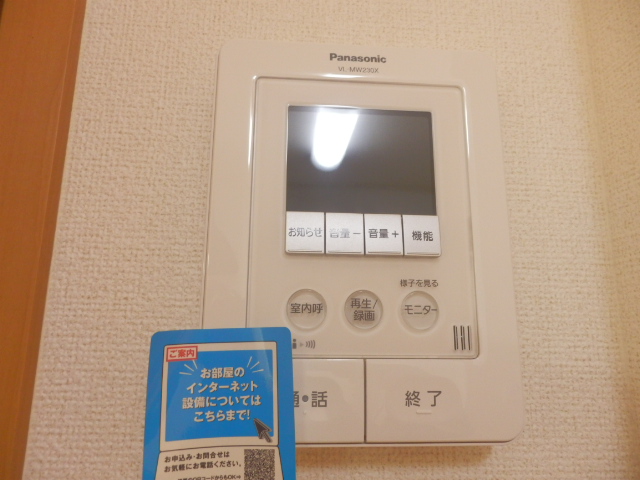 Panasonic
VL-MW230X
お知らせ 音量－ 音量＋ 機能
様子を見る
室内呼 再生/録画 モニター
通・話 終了
ご案内
お部屋の
インターネット
設備については
こちらまで!
お申込み・お問合せは
お気軽にお電話ください。